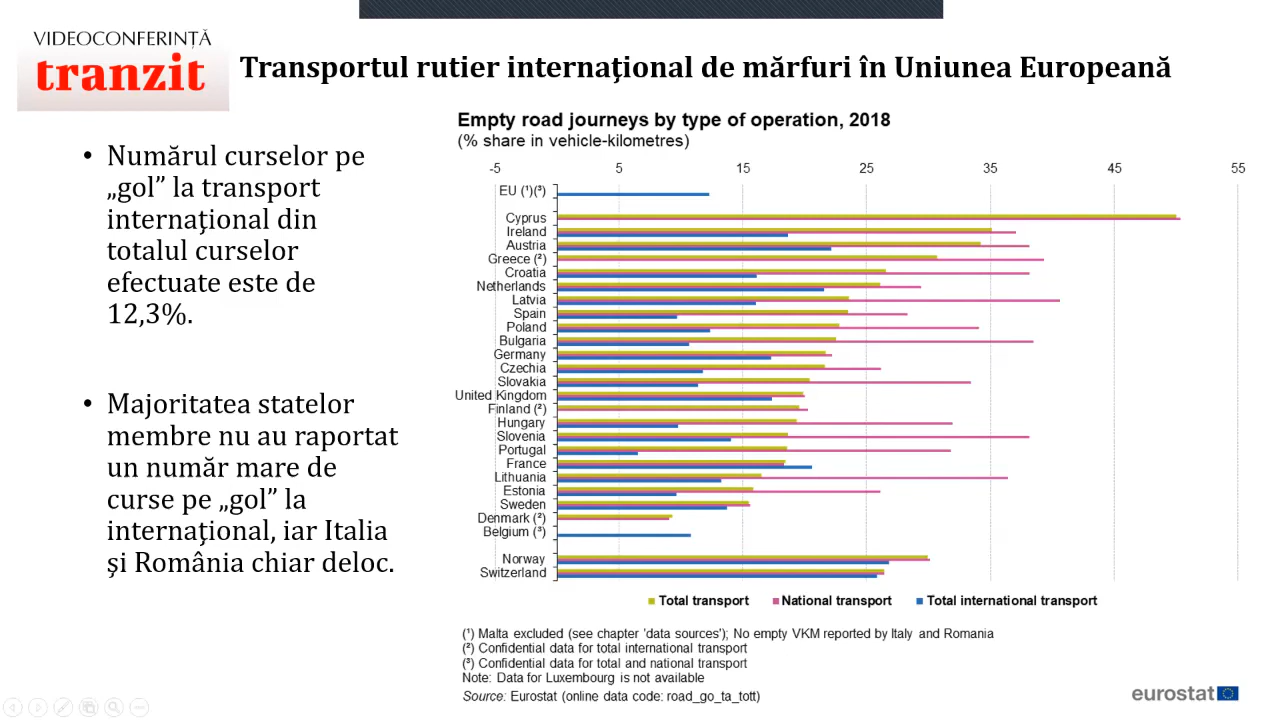 VIDEOCONFERINȚĂ
tranzit
Transportul rutier internaţional de mărfuri în Uniunea Europeană
• Numărul curselor pe
„gol” la transport
internaţional din
totalul curselor
efectuate este de
12,3%.
• Majoritatea statelor
membre nu au raportat
un număr mare de
curse pe „gol” la
internaţional, iar Italia
şi România chiar deloc.
Empty road journeys by type of operation, 2018
(% share in vehicle-kilometres)
-5 5 15 25 35 45 55
EU (¹)(³)
Cyprus
Ireland
Austria
Greece (²)
Croatia
Netherlands
Latvia
Spain
Poland
Bulgaria
Germany
Czechia
Slovakia
United Kingdom
Finland (²)
Hungary
Slovenia
Portugal
France
Lithuania
Estonia
Sweden
Denmark (²)
Belgium (³)
Norway
Switzerland
Total transport National transport Total international transport
(¹) Malta excluded (see chapter 'data sources'); No empty VKM reported by Italy and Romania
(²) Confidential data for total international transport
(³) Confidential data for total and national transport
Note: Data for Luxembourg is not available
Source: Eurostat (online data code: road_go_ta_tott)
eurostat